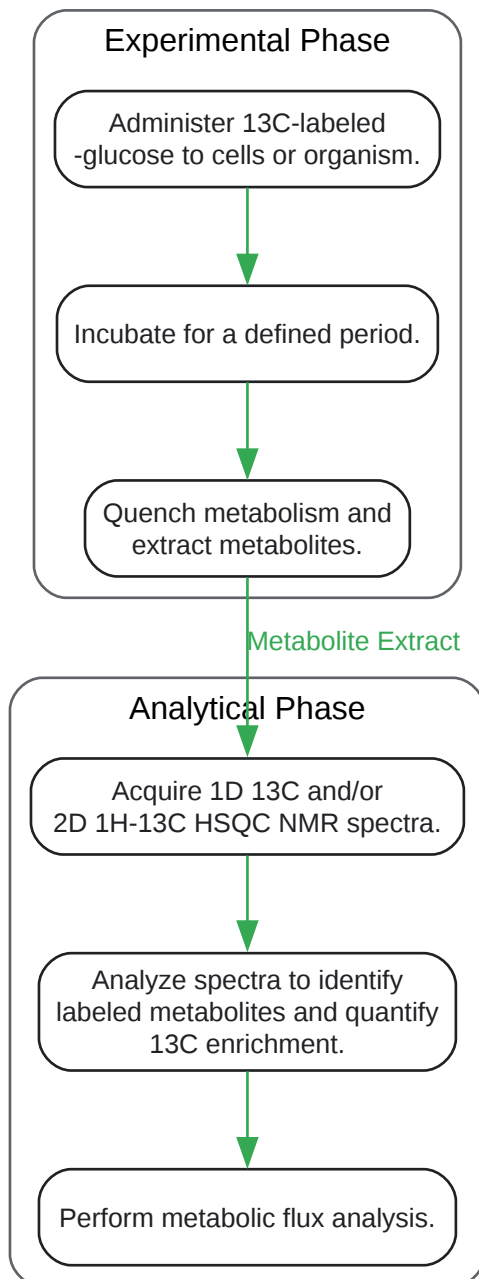 Experimental Phase
Administer 13C-labeled
-glucose to cells or organism.
Incubate for a defined period.
Quench metabolism and
extract metabolites.
Metabolite Extract
Analytical Phase
Acquire 1D 13C and/or
2D 1H-13C HSQC NMR spectra.
Analyze spectra to identify
labeled metabolites and quantify
13C enrichment.
Perform metabolic flux analysis.